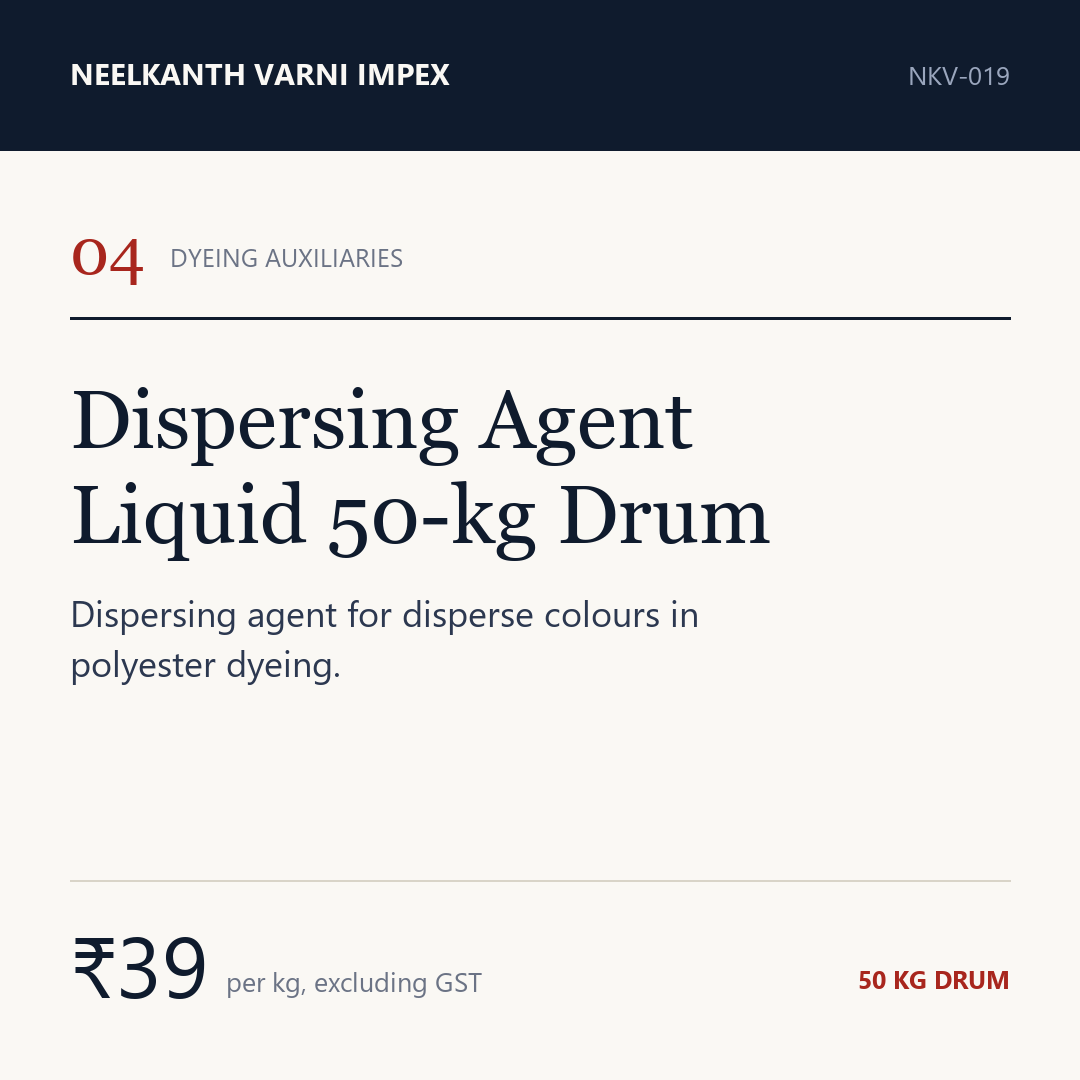 NEELKANTH VARNI IMPEX
NKV-019
04
DYEING AUXILIARIES
Dispersing Agent
Liquid 50-kg Drum
Dispersing agent for disperse colours in
polyester dyeing.
₹39 per kg, excluding GST
50 KG DRUM